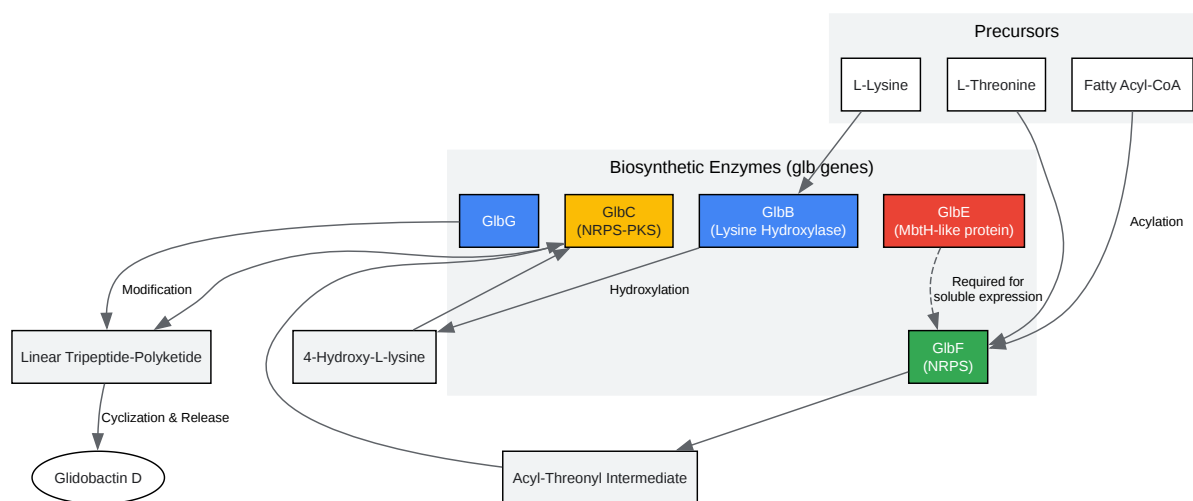 Precursors
L-Lysine
L-Threonine
Fatty Acyl-CoA
Biosynthetic Enzymes (glb genes)
GlbG
GlbC
(NRPS-PKS)
GlbB
(Lysine Hydroxylase)
GlbE
(MbtH-like protein)
Acylation
Modification
Hydroxylation
Required for
soluble expression
Linear Tripeptide-Polyketide
4-Hydroxy-L-lysine
GlbF
(NRPS)
Cyclization & Release
Glidobactin D
Acyl-Threonyl Intermediate